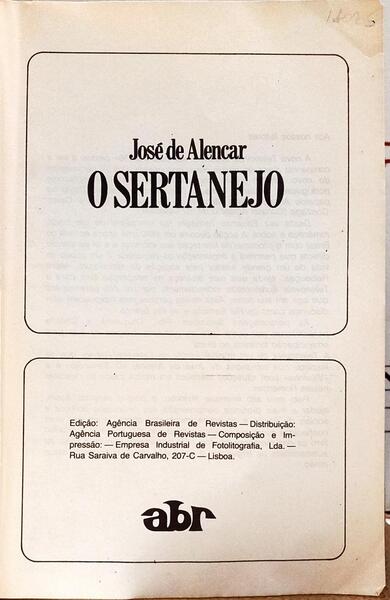 José de Alencar
O SERTANEJO
Edição: Agência Brasileira de Revistas — Distribuição:
Agência Portuguesa de Revistas — Composição e Im-
pressão: — Empresa Industrial de Fotolitografia, Lda. —
Rua Saraiva de Carvalho, 207-C — Lisboa.
abr